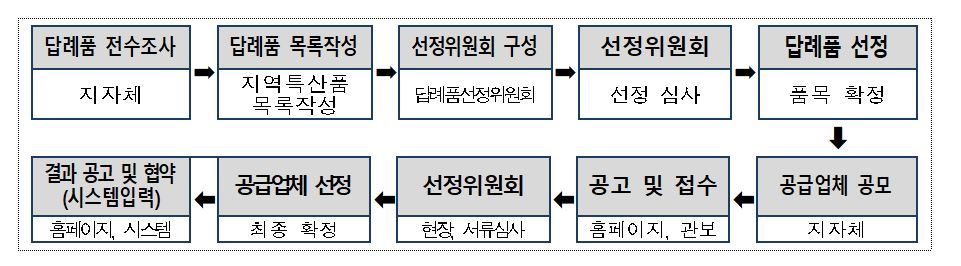 답례품 전수조사
지자체
답례품 목록작성
지역특산품
목록작성
선정위원회 구성
답례품선정위원회
선정위원회
선정 심사
답례품 선정
품목 확정
공급업체 공모
지자체
공고 및 접수
홈페이지, 관보
선정위원회
현장, 서류심사
공급업체 선정
최종 확정
결과 공고 및 협약
(시스템입력)
홈페이지, 시스템